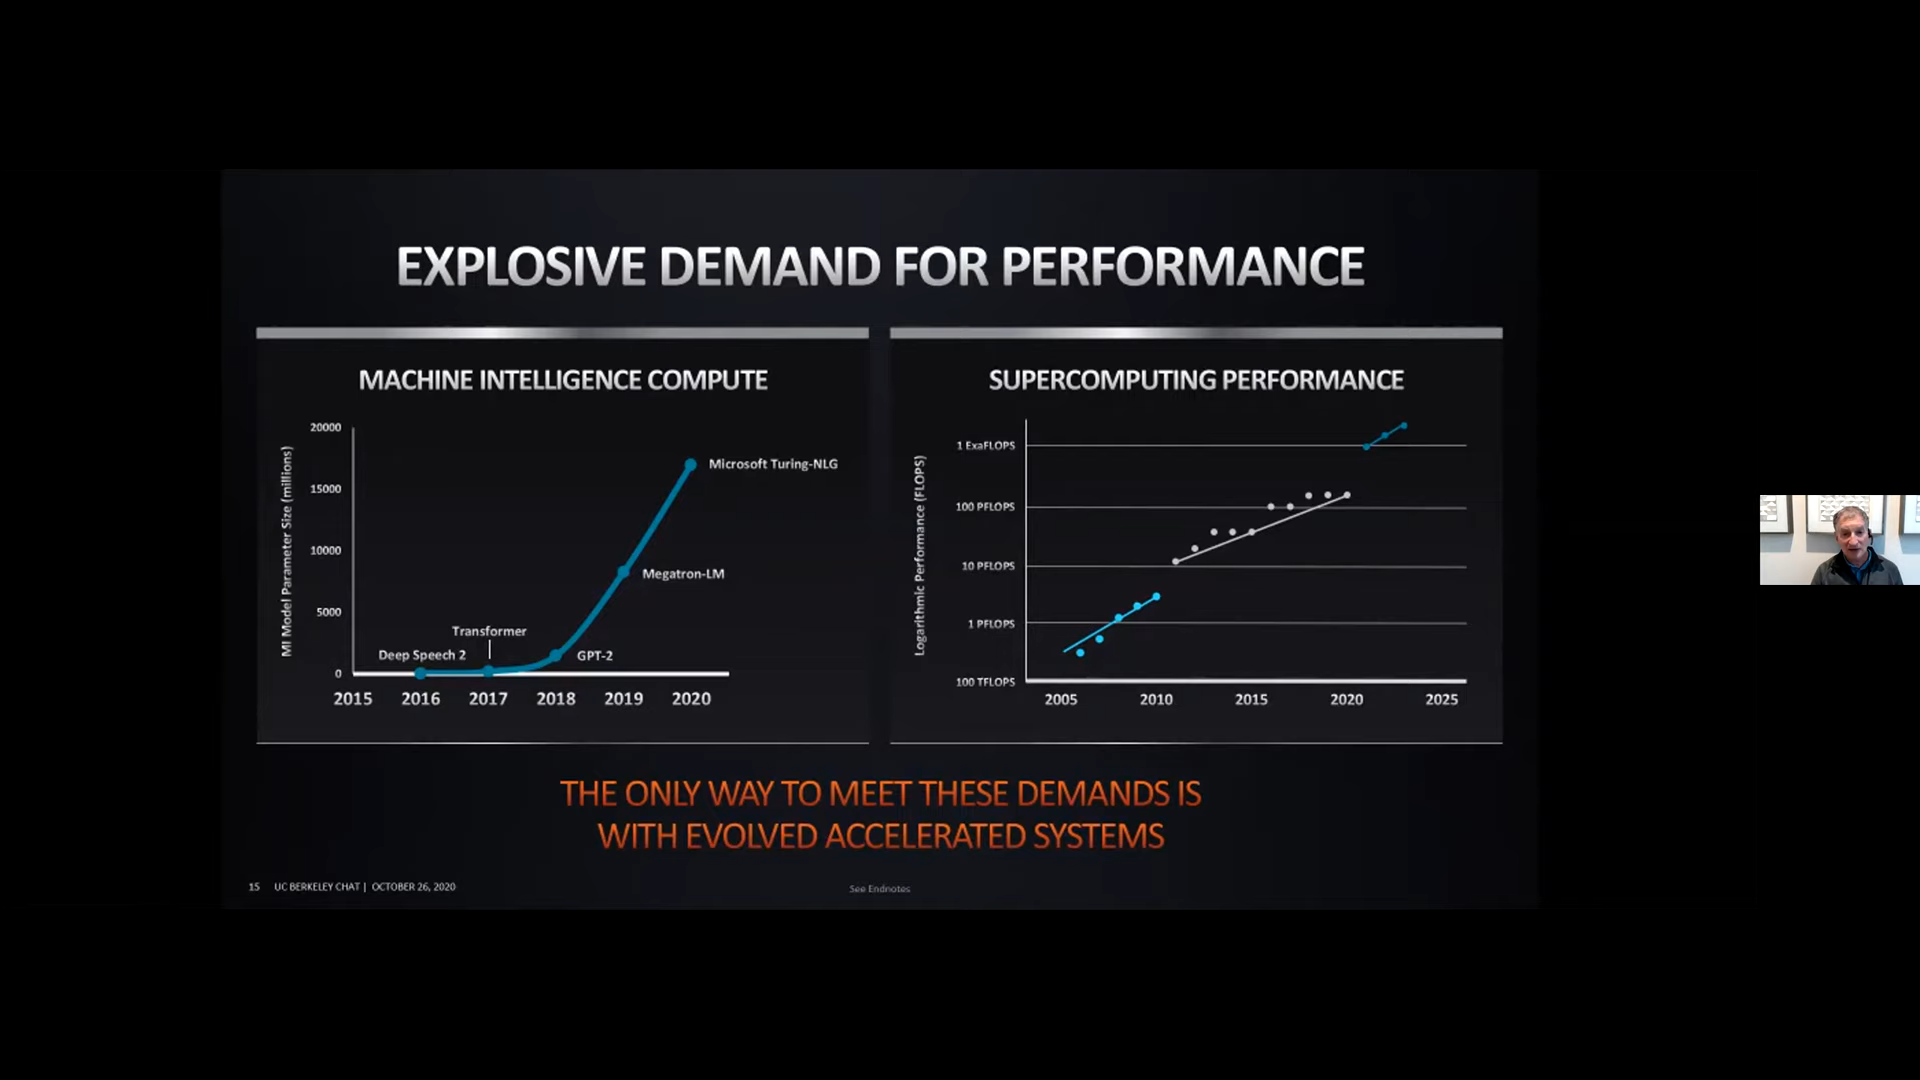 EXPLOSIVE DEMAND FOR PERFORMANCE
MACHINE INTELLIGENCE COMPUTE
MI Model Parameter Size (millions)
20000
15000
10000
5000
0
Microsoft Turing-NLG
Megatron-LM
Transformer
Deep Speech 2
GPT-2
2015 2016 2017 2018 2019 2020
SUPERCOMPUTING PERFORMANCE
Logarithmic Performance (FLOPS)
1 ExaFLOPS
100 PFLOPS
10 PFLOPS
1 PFLOPS
100 TFLOPS
2005 2010 2015 2020 2025
THE ONLY WAY TO MEET THESE DEMANDS IS
WITH EVOLVED ACCELERATED SYSTEMS
15 UC BERKELEY CHAT | OCTOBER 26, 2020
See Endnotes